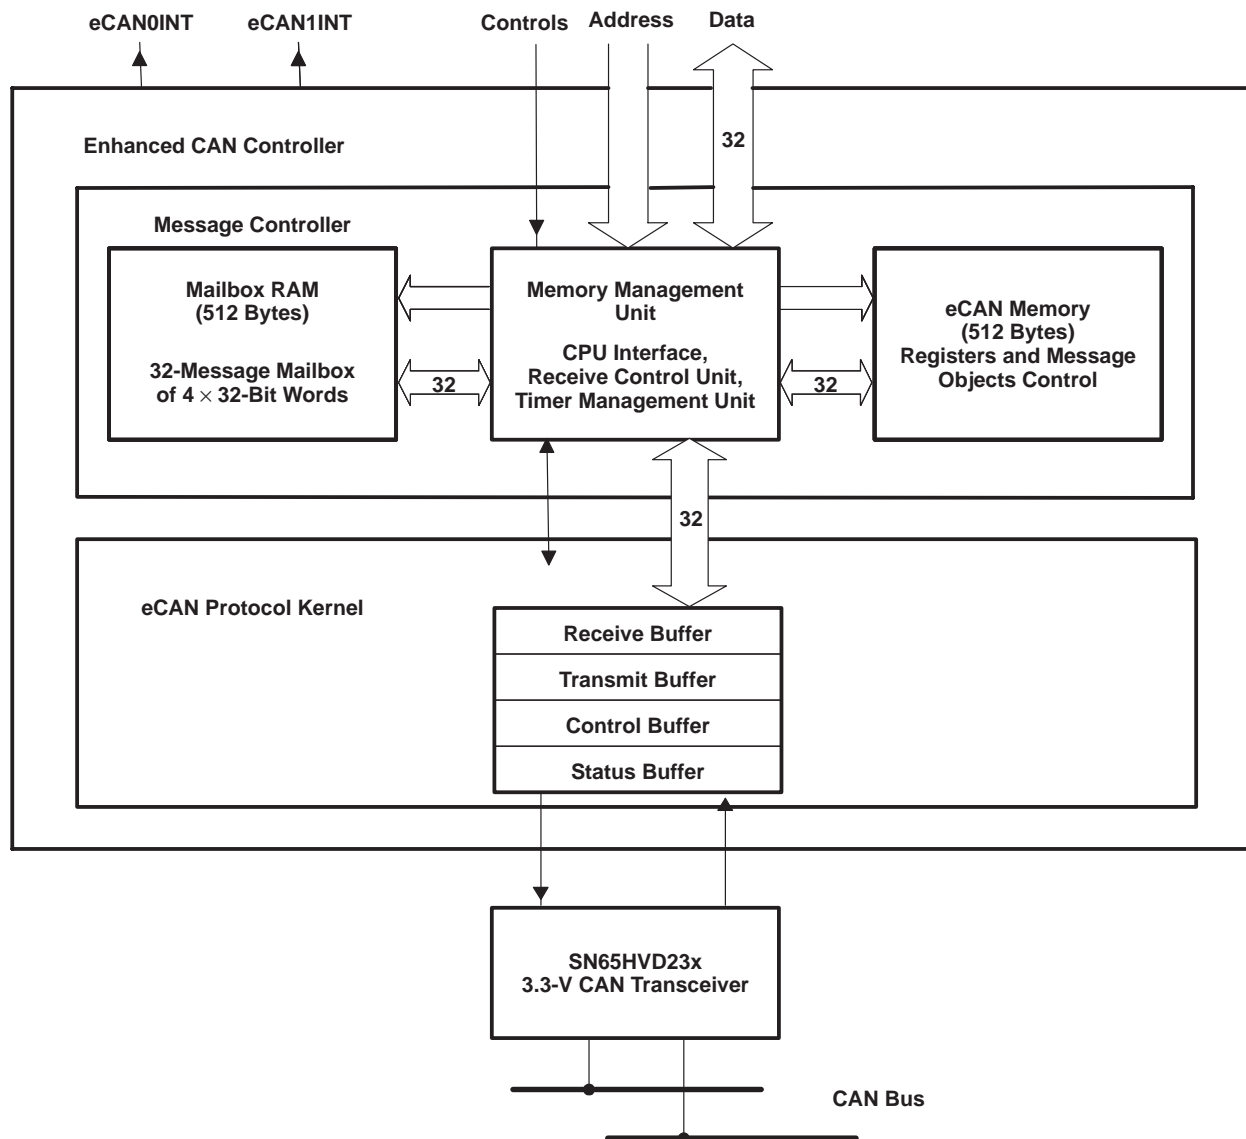 eCAN0INT
eCAN1INT
Controls
Address
Data
32
Enhanced CAN Controller
Message Controller
Mailbox RAM
(512 Bytes)
32-Message Mailbox
of 4 × 32-Bit Words
32
Memory Management
Unit
CPU Interface,
Receive Control Unit,
Timer Management Unit
32
eCAN Memory
(512 Bytes)
Registers and Message
Objects Control
32
eCAN Protocol Kernel
Receive Buffer
Transmit Buffer
Control Buffer
Status Buffer
SN65HVD23x
3.3-V CAN Transceiver
CAN Bus